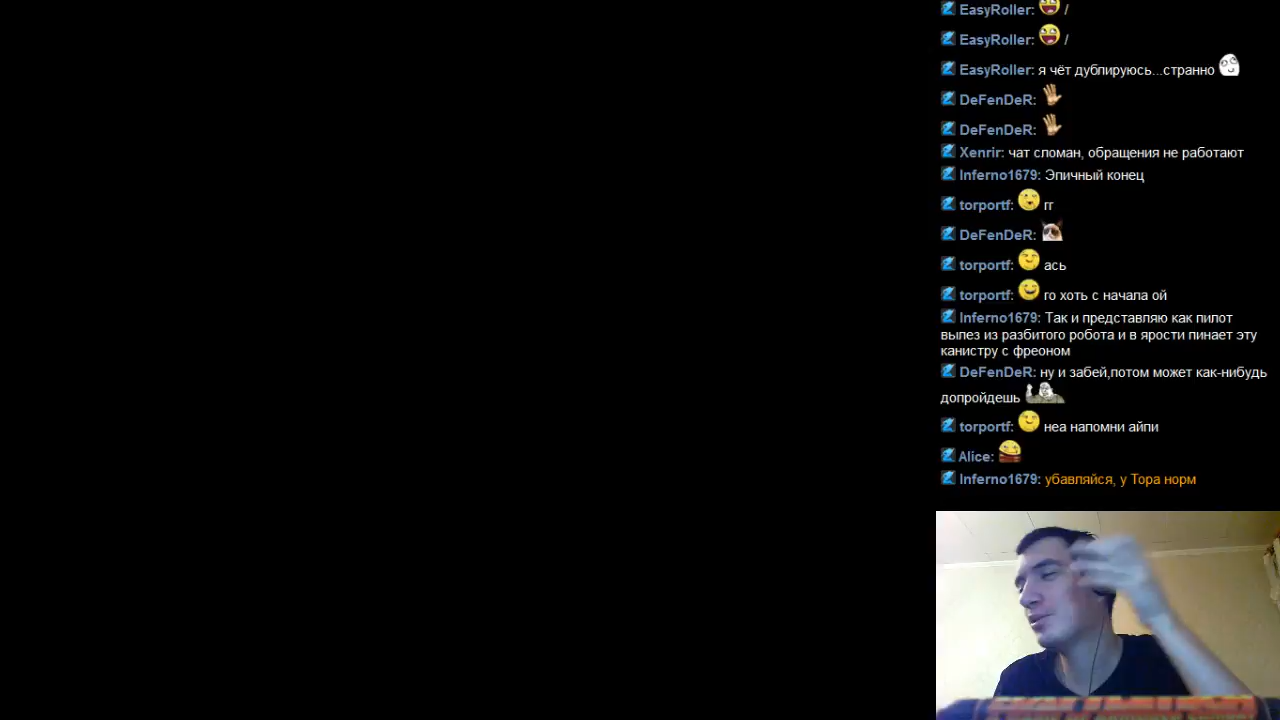 EasyRoller: /
EasyRoller: /
EasyRoller: я чёт дублируюсь...странно
DeFenDeR:
DeFenDeR:
Xenrir: чат сломан, обращения не работают
Inferno1679: Эпичный конец
torportf: гг
DeFenDeR:
torportf: ась
torportf: го хоть с начала ой
Inferno1679: Так и представляю как пилот
вылез из разбитого робота и в ярости пинает эту
канистру с фреоном
DeFenDeR: ну и забей,потом может как-нибудь
допройдешь
torportf: неа напомни айпи
Alice:
Inferno1679: убавляйся, у Тора норм